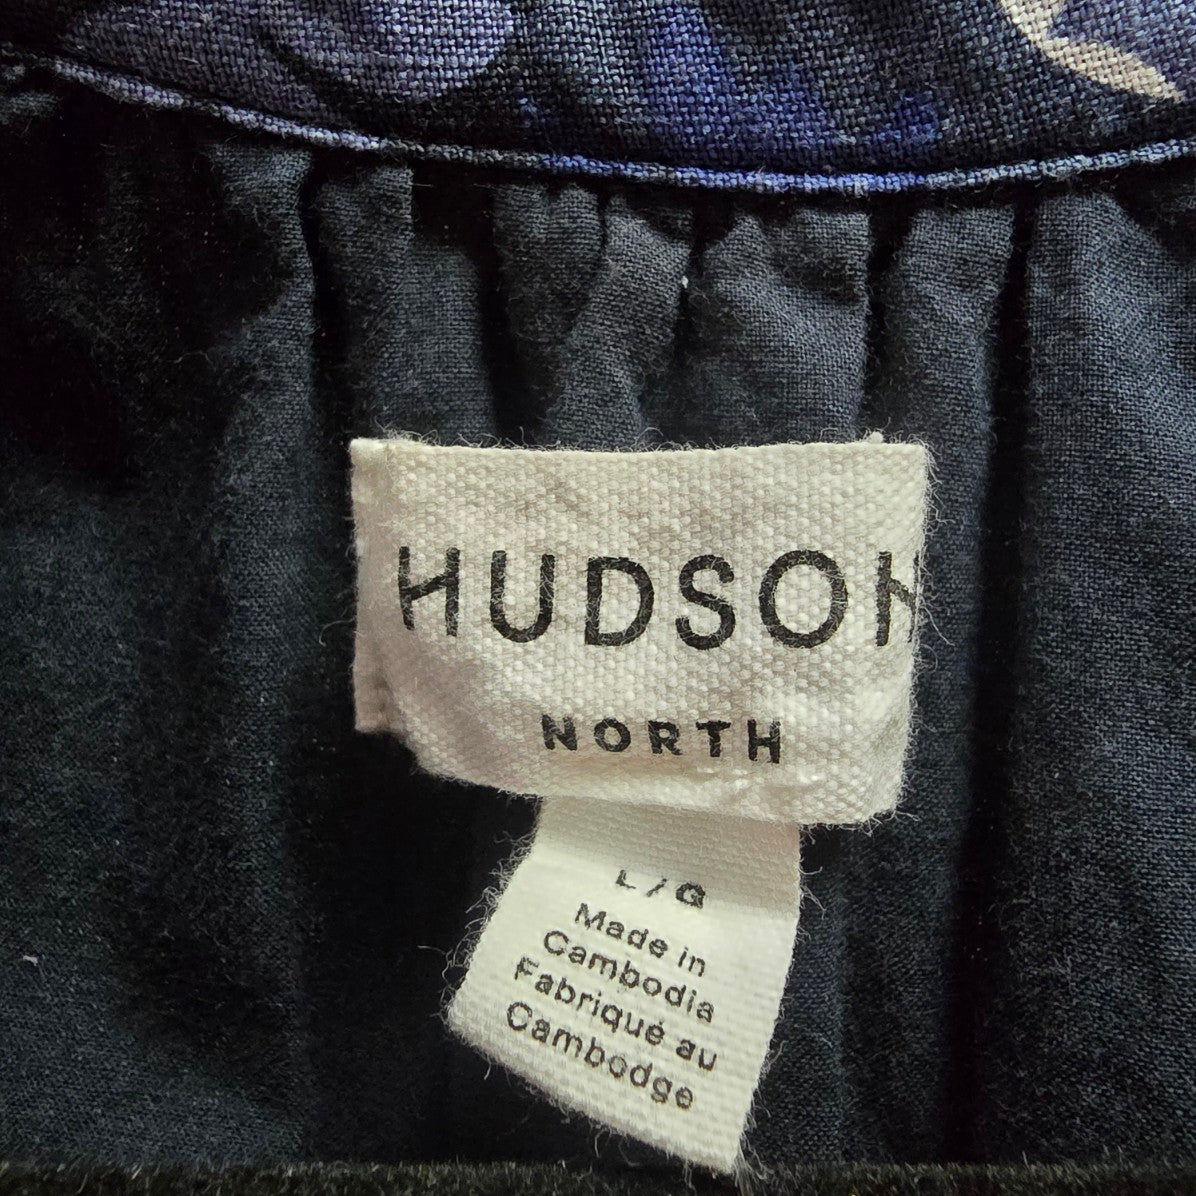 HUDSON
NORTH
L/G
Made in
Cambodia
Fabriqué au
Cambodge